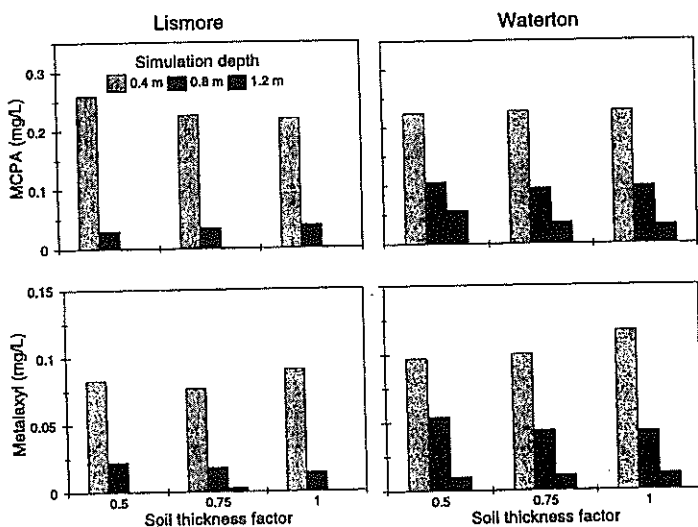 Lismore
Waterton
Simulation depth
0.4 m 0.8 m 1.2 m
MCPA (mg/L)
0.3
0.2
0.1
0
Metalaxyl (mg/L)
0.15
0.1
0.05
0
0.5 0.75 1
Soil thickness factor
0.5 0.75 1
Soil thickness factor